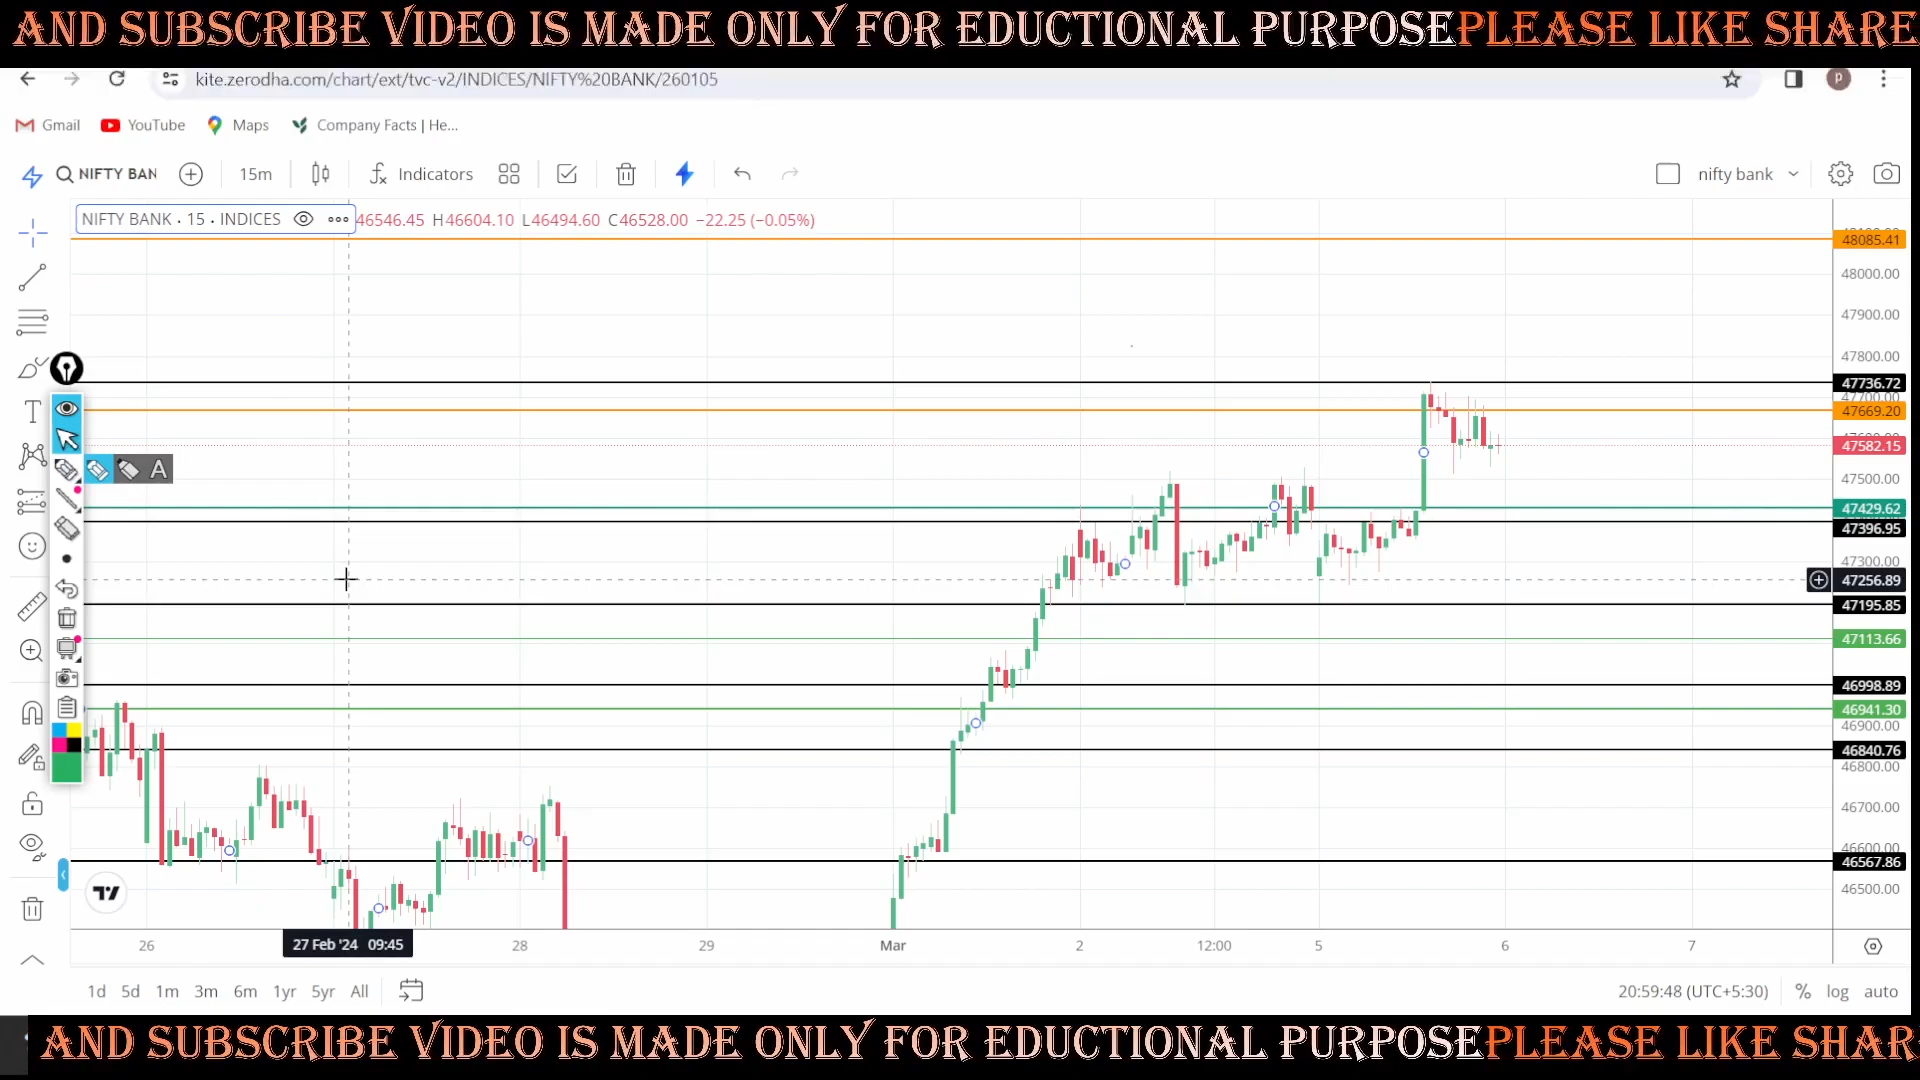 AND SUBSCRIBE VIDEO IS MADE ONLY FOR EDUCTIONAL PURPOSEPLEASE LIKE SHARE
kite.zerodha.com/chart/ext/tvc-v2/INDICES/NIFTY%20BANK/260105
P
Gmail YouTube Maps Company Facts | He...
NIFTY BAN 15m Indicators nifty bank
NIFTY BANK · 15 · INDICES 46546.45 H46604.10 L46494.60 C46528.00 −22.25 (−0.05%)
48085.41
48000.00
47900.00
47800.00
47736.72
47700.00
47669.20
47582.15
47500.00
47429.62
47396.95
47300.00
47256.89
47195.85
47113.66
46998.89
46941.30
46900.00
46840.76
46800.00
46700.00
46600.00
46567.86
46500.00
T
A
26 27 Feb '24 09:45 28 29 Mar 2 12:00 5 6 7
1d 5d 1m 3m 6m 1yr 5yr All 20:59:48 (UTC+5:30) % log auto
AND SUBSCRIBE VIDEO IS MADE ONLY FOR EDUCTIONAL PURPOSEPLEASE LIKE SHAR